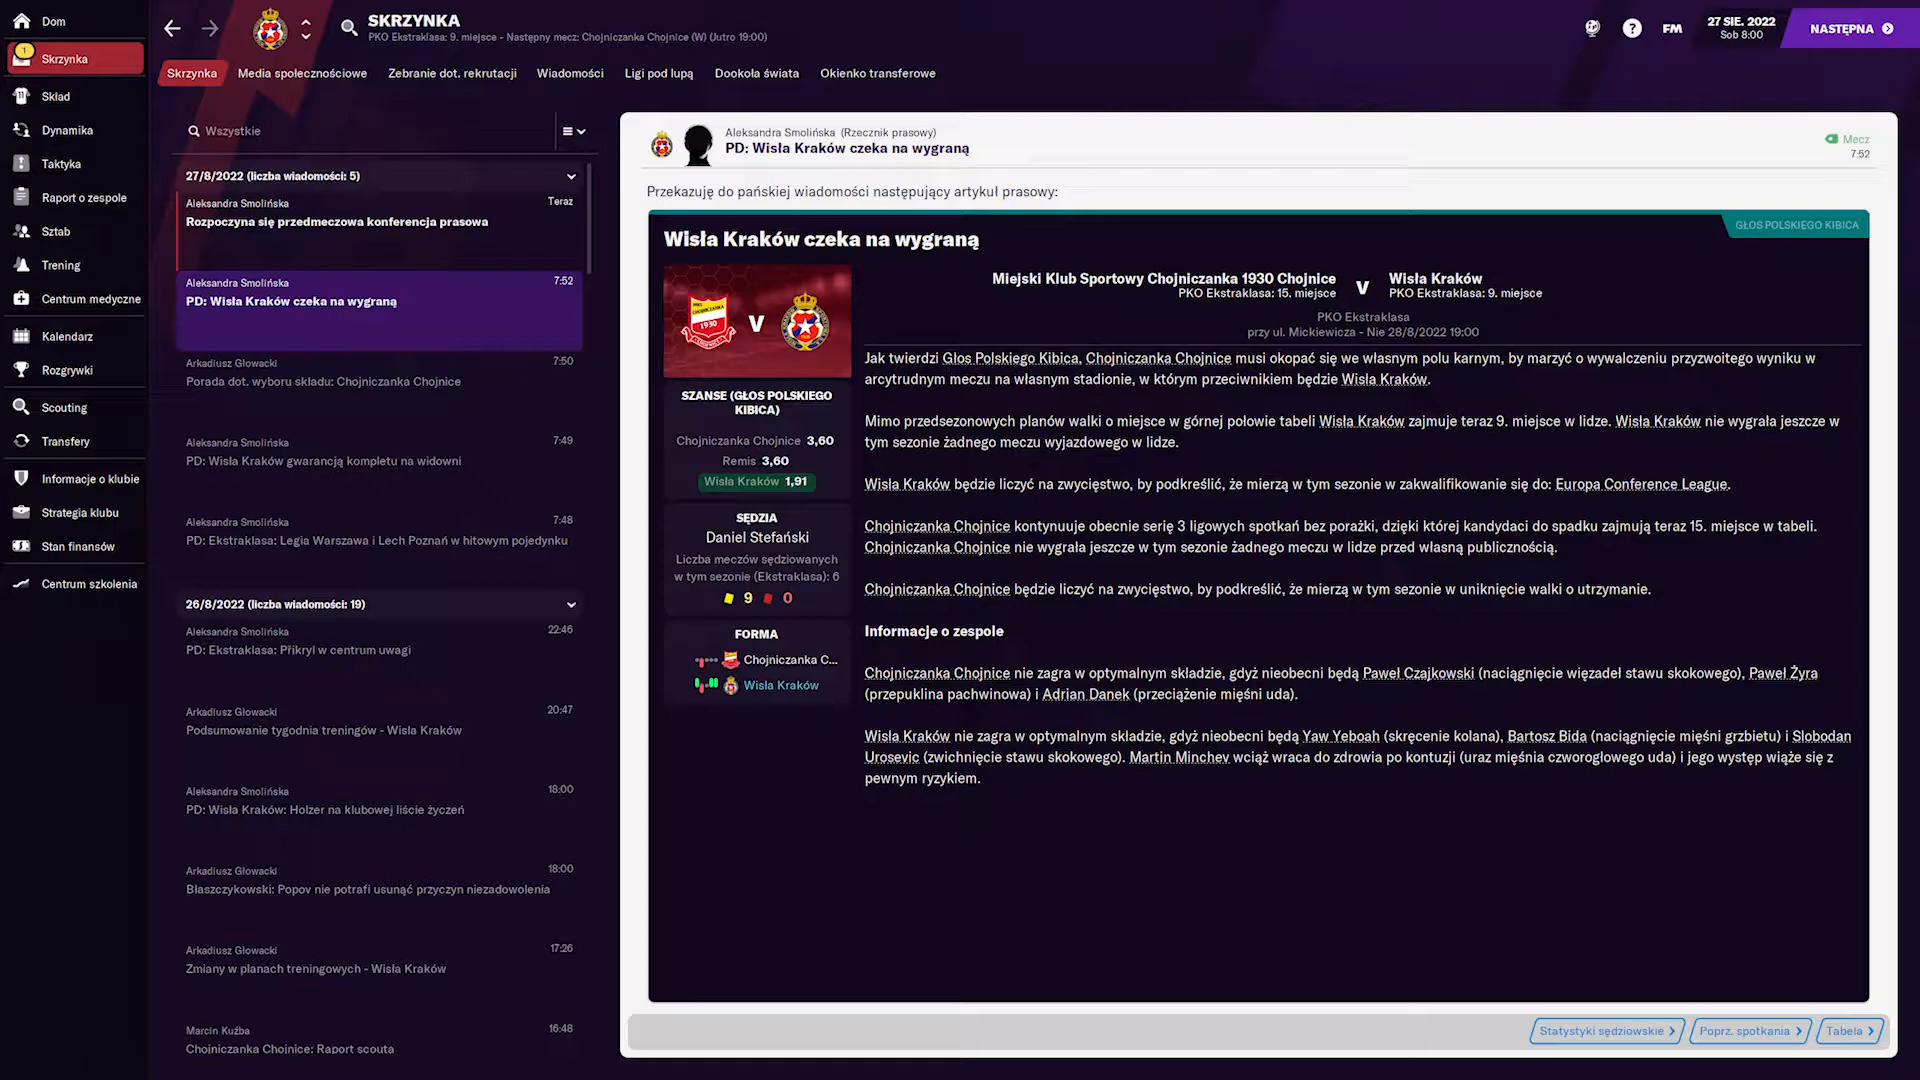 Dom
1
Skrzynka
Skład
Dynamika
Taktyka
Raport o zespole
Sztab
Trening
Centrum medyczne
Kalendarz
Rozgrywki
Scouting
Transfery
Informacje o klubie
Strategia klubu
Stan finansów
Centrum szkolenia
SKRZYNKA
PKO Ekstraklasa: 9. miejsce - Następny mecz: Chojniczanka Chojnice (W) (Jutro 19:00)
FM
27 SIE. 2022
Sob 8:00
NASTĘPNA
Skrzynka
Media społecznościowe
Zebranie dot. rekrutacji
Wiadomości
Ligi pod lupą
Dookoła świata
Okienko transferowe
Wszystkie
27/8/2022 (liczba wiadomości: 5)
Aleksandra Smolińska
Teraz
Rozpoczyna się przedmeczowa konferencja prasowa
Aleksandra Smolińska
7:52
PD: Wisła Kraków czeka na wygraną
Arkadiusz Głowacki
7:50
Porada dot. wyboru składu: Chojniczanka Chojnice
Aleksandra Smolińska
7:49
PD: Wisła Kraków gwarancją kompletu na widowni
Aleksandra Smolińska
7:48
PD: Ekstraklasa: Legia Warszawa i Lech Poznań w hitowym pojedynku
26/8/2022 (liczba wiadomości: 19)
Aleksandra Smolińska
22:46
PD: Ekstraklasa: Přikryl w centrum uwagi
Arkadiusz Głowacki
20:47
Podsumowanie tygodnia treningów - Wisła Kraków
Aleksandra Smolińska
18:00
PD: Wisła Kraków: Holzer na klubowej liście życzeń
Arkadiusz Głowacki
18:00
Błaszczykowski: Popov nie potrafi usunąć przyczyn niezadowolenia
Arkadiusz Głowacki
17:26
Zmiany w planach treningowych - Wisła Kraków
Marcin Kuźba
16:48
Chojniczanka Chojnice: Raport scouta
Aleksandra Smolińska (Rzecznik prasowy)
PD: Wisła Kraków czeka na wygraną
Mecz
7:52
Przekazuję do pańskiej wiadomości następujący artykuł prasowy:
GŁOS POLSKIEGO KIBICA
Wisła Kraków czeka na wygraną
1930
V
Miejski Klub Sportowy Chojniczanka 1930 Chojnice
PKO Ekstraklasa: 15. miejsce
V
Wisła Kraków
PKO Ekstraklasa: 9. miejsce
PKO Ekstraklasa
przy ul. Mickiewicza - Nie 28/8/2022 19:00
SZANSE (GŁOS POLSKIEGO
KIBICA)
Chojniczanka Chojnice 3,60
Remis 3,60
Wisła Kraków 1,91
SĘDZIA
Daniel Stefański
Liczba meczów sędziowanych
w tym sezonie (Ekstraklasa): 6
9 0
FORMA
Chojniczanka C...
Wisła Kraków
Jak twierdzi Głos Polskiego Kibica, Chojniczanka Chojnice musi okopać się we własnym polu karnym, by marzyć o wywalczeniu przyzwoitego wyniku w
arcytrudnym meczu na własnym stadionie, w którym przeciwnikiem będzie Wisła Kraków.
Mimo przedsezonowych planów walki o miejsce w górnej połowie tabeli Wisła Kraków zajmuje teraz 9. miejsce w lidze. Wisła Kraków nie wygrała jeszcze w
tym sezonie żadnego meczu wyjazdowego w lidze.
Wisła Kraków będzie liczyć na zwycięstwo, by podkreślić, że mierzą w tym sezonie w zakwalifikowanie się do: Europa Conference League.
Chojniczanka Chojnice kontynuuje obecnie serię 3 ligowych spotkań bez porażki, dzięki której kandydaci do spadku zajmują teraz 15. miejsce w tabeli.
Chojniczanka Chojnice nie wygrała jeszcze w tym sezonie żadnego meczu w lidze przed własną publicznością.
Chojniczanka Chojnice będzie liczyć na zwycięstwo, by podkreślić, że mierzą w tym sezonie w uniknięcie walki o utrzymanie.
Informacje o zespole
Chojniczanka Chojnice nie zagra w optymalnym składzie, gdyż nieobecni będą Paweł Czajkowski (naciągnięcie więzadeł stawu skokowego), Paweł Żyra
(przepuklina pachwinowa) i Adrian Danek (przeciążenie mięśni uda).
Wisła Kraków nie zagra w optymalnym składzie, gdyż nieobecni będą Yaw Yeboah (skręcenie kolana), Bartosz Bida (naciągnięcie mięśni grzbietu) i Slobodan
Urosevic (zwichnięcie stawu skokowego). Martin Minchev wciąż wraca do zdrowia po kontuzji (uraz mięśnia czworogłowego uda) i jego występ wiąże się z
pewnym ryzykiem.
Statystyki sędziowskie
Poprz. spotkania
Tabela